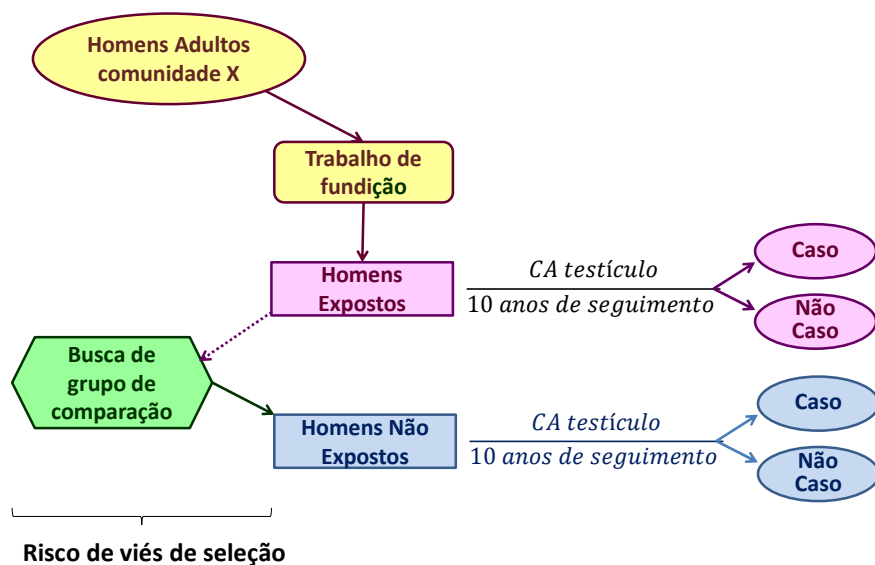 Homens Adultos
comunidade X
Trabalho de
fundição
Homens
Expostos
CA testículo
10 anos de seguimento
Caso
Não
Caso
Busca de
grupo de
comparação
Homens Não
Expostos
CA testículo
10 anos de seguimento
Caso
Não
Caso
Risco de viés de seleção